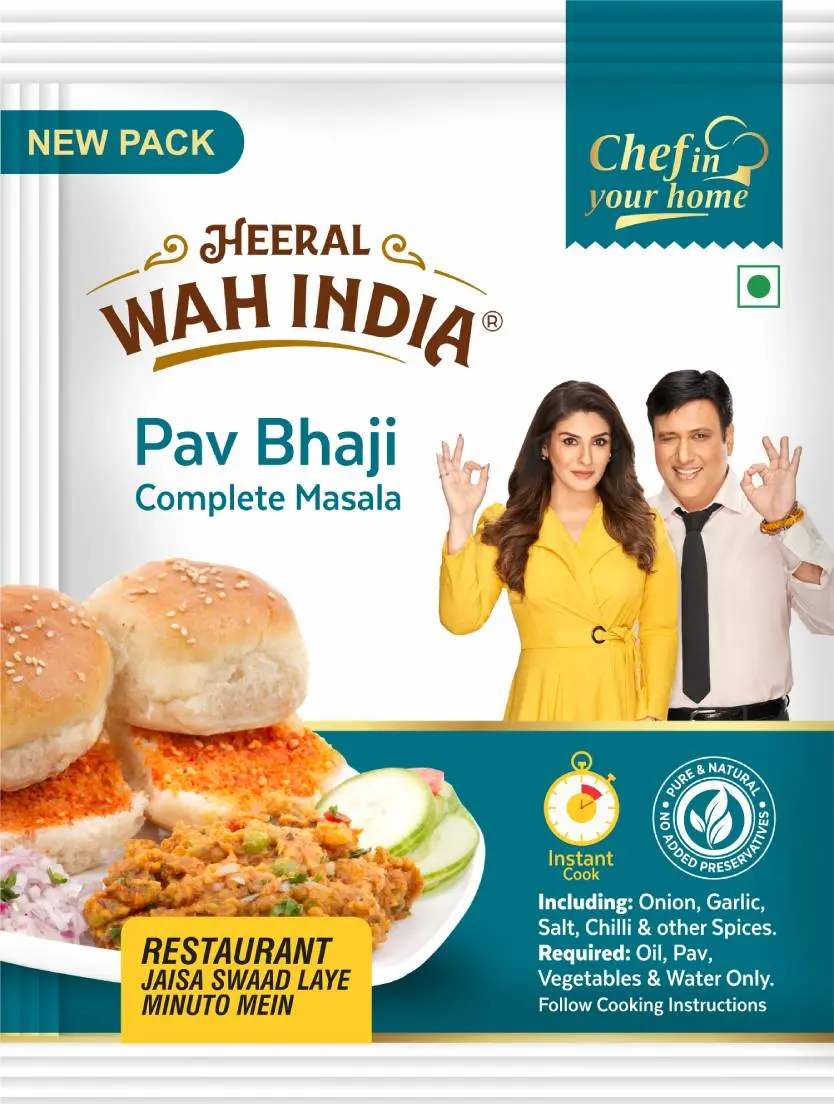 NEW PACK
Chef in
your home
HEERAL
WAH INDIA®
Pav Bhaji
Complete Masala
Instant
Cook
• PURE & NATURAL •
NO ADDED PRESERVATIVES
Including: Onion, Garlic,
Salt, Chilli & other Spices.
Required: Oil, Pav,
Vegetables & Water Only.
Follow Cooking Instructions
RESTAURANT
JAISA SWAAD LAYE
MINUTO MEIN